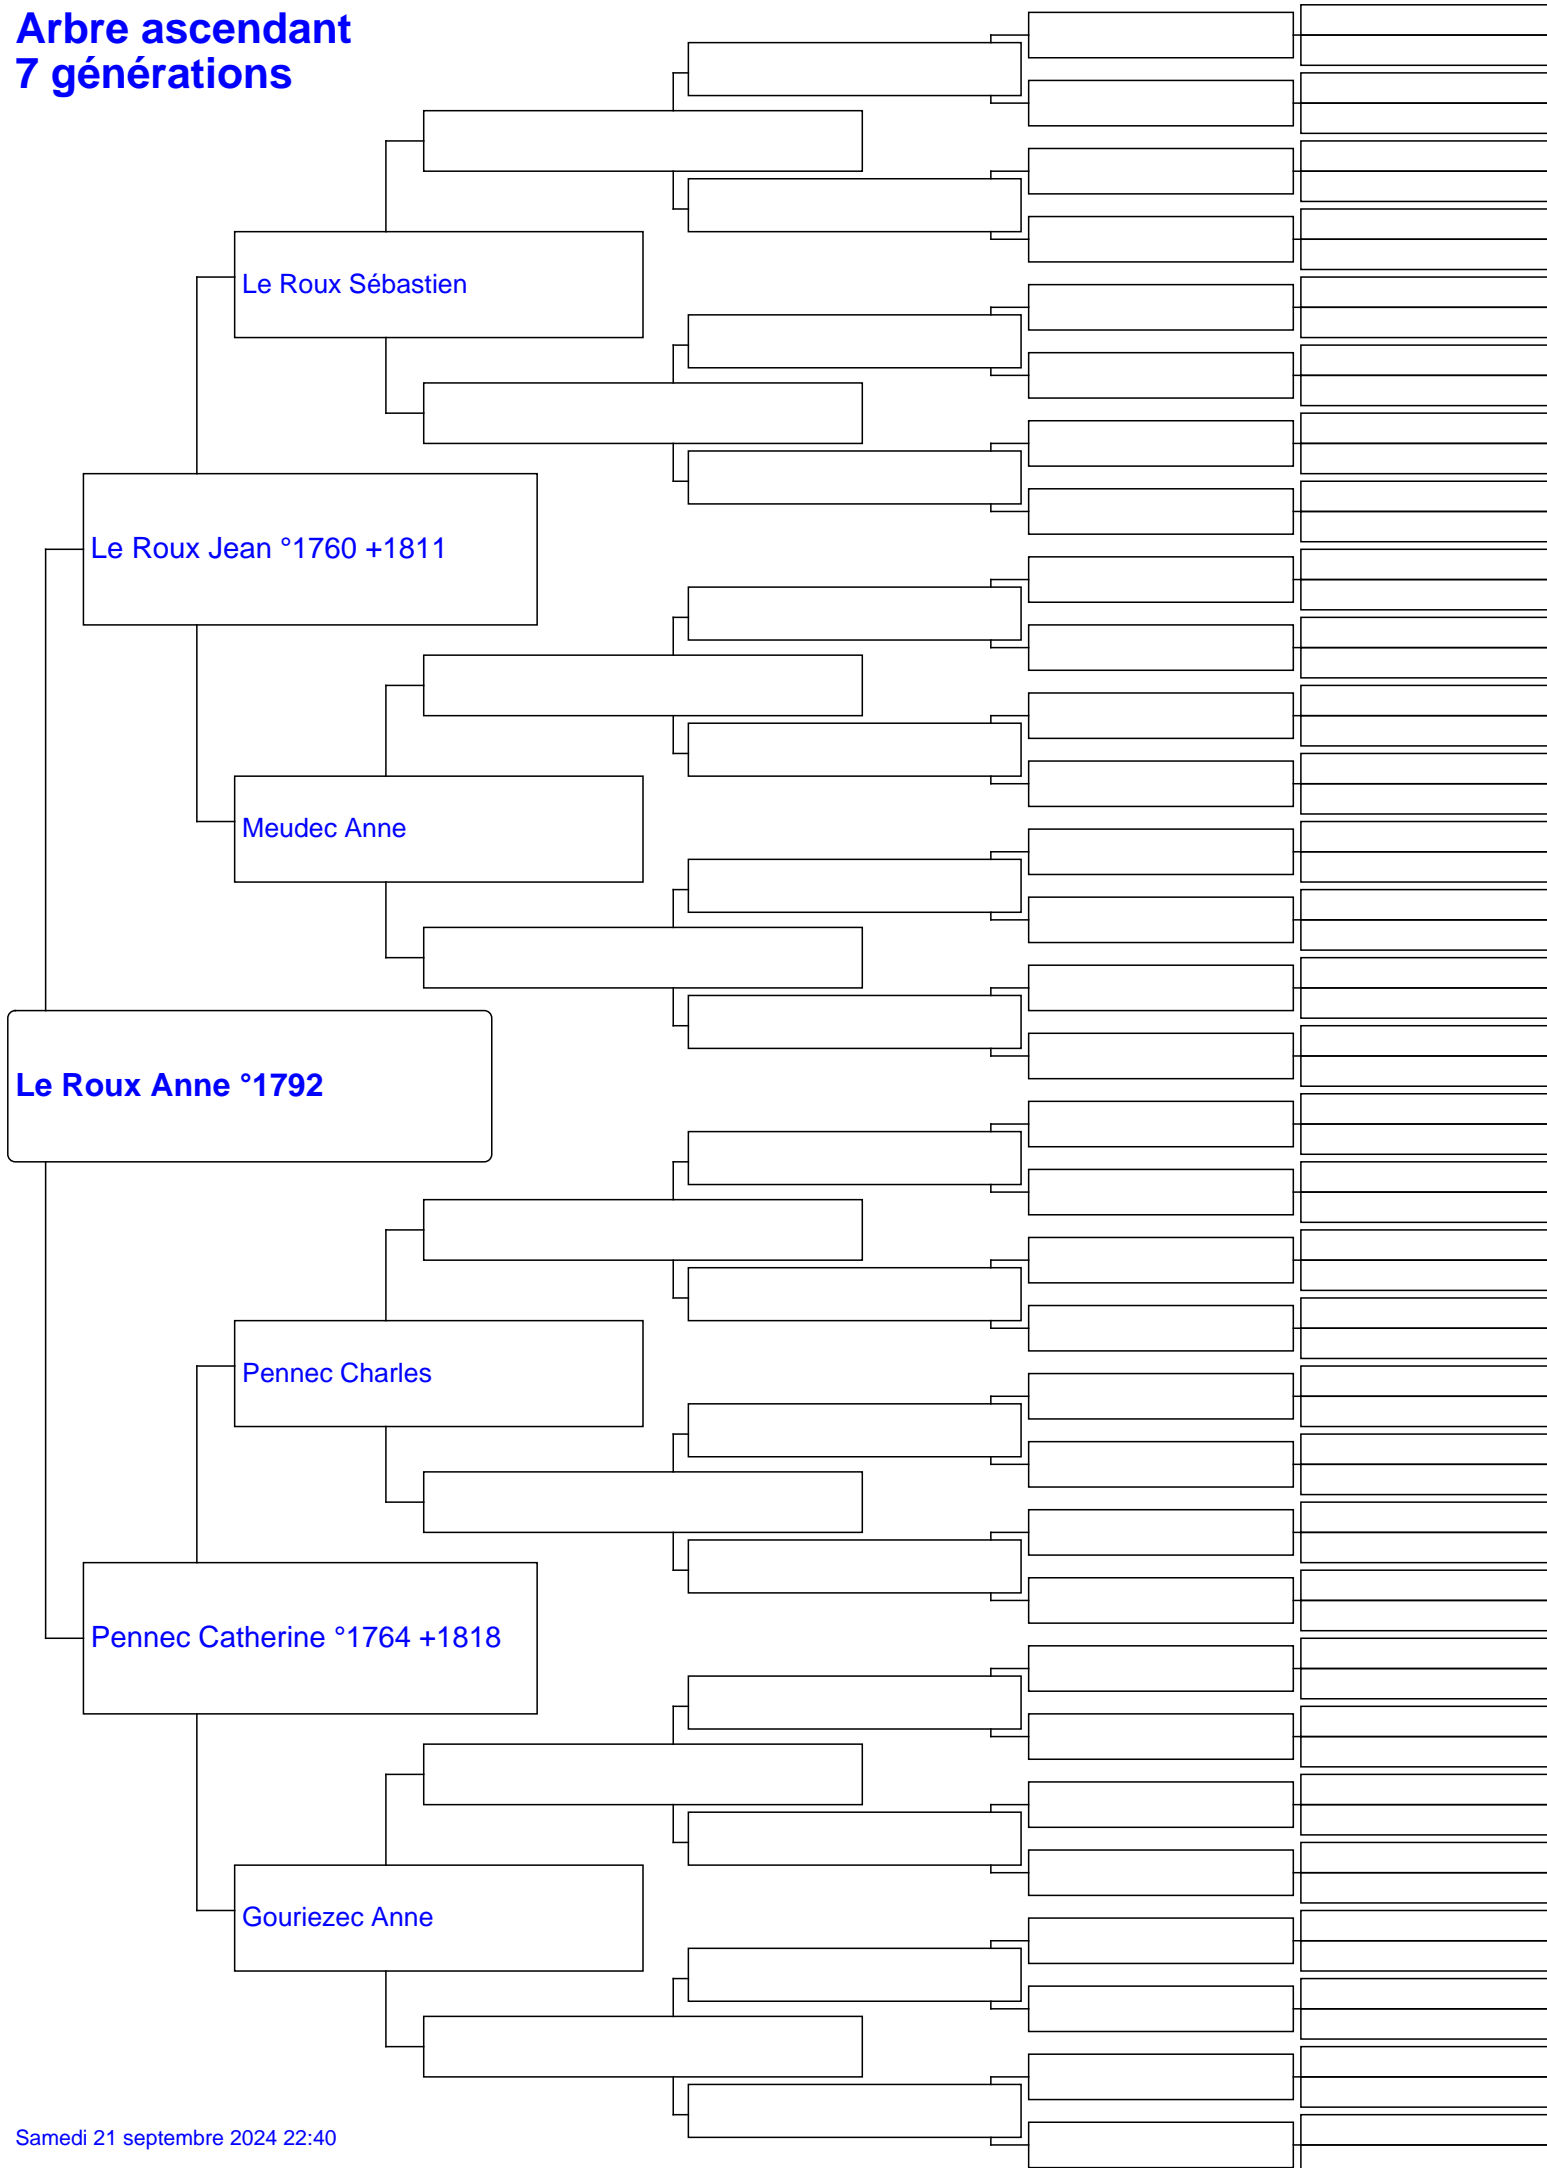 Arbre ascendant
7 générations
Le Roux Sébastien
Le Roux Jean °1760 +1811
Meudec Anne
Le Roux Anne °1792
Pennec Charles
Pennec Catherine °1764 +1818
Gouriezec Anne
Samedi 21 septembre 2024 22:40